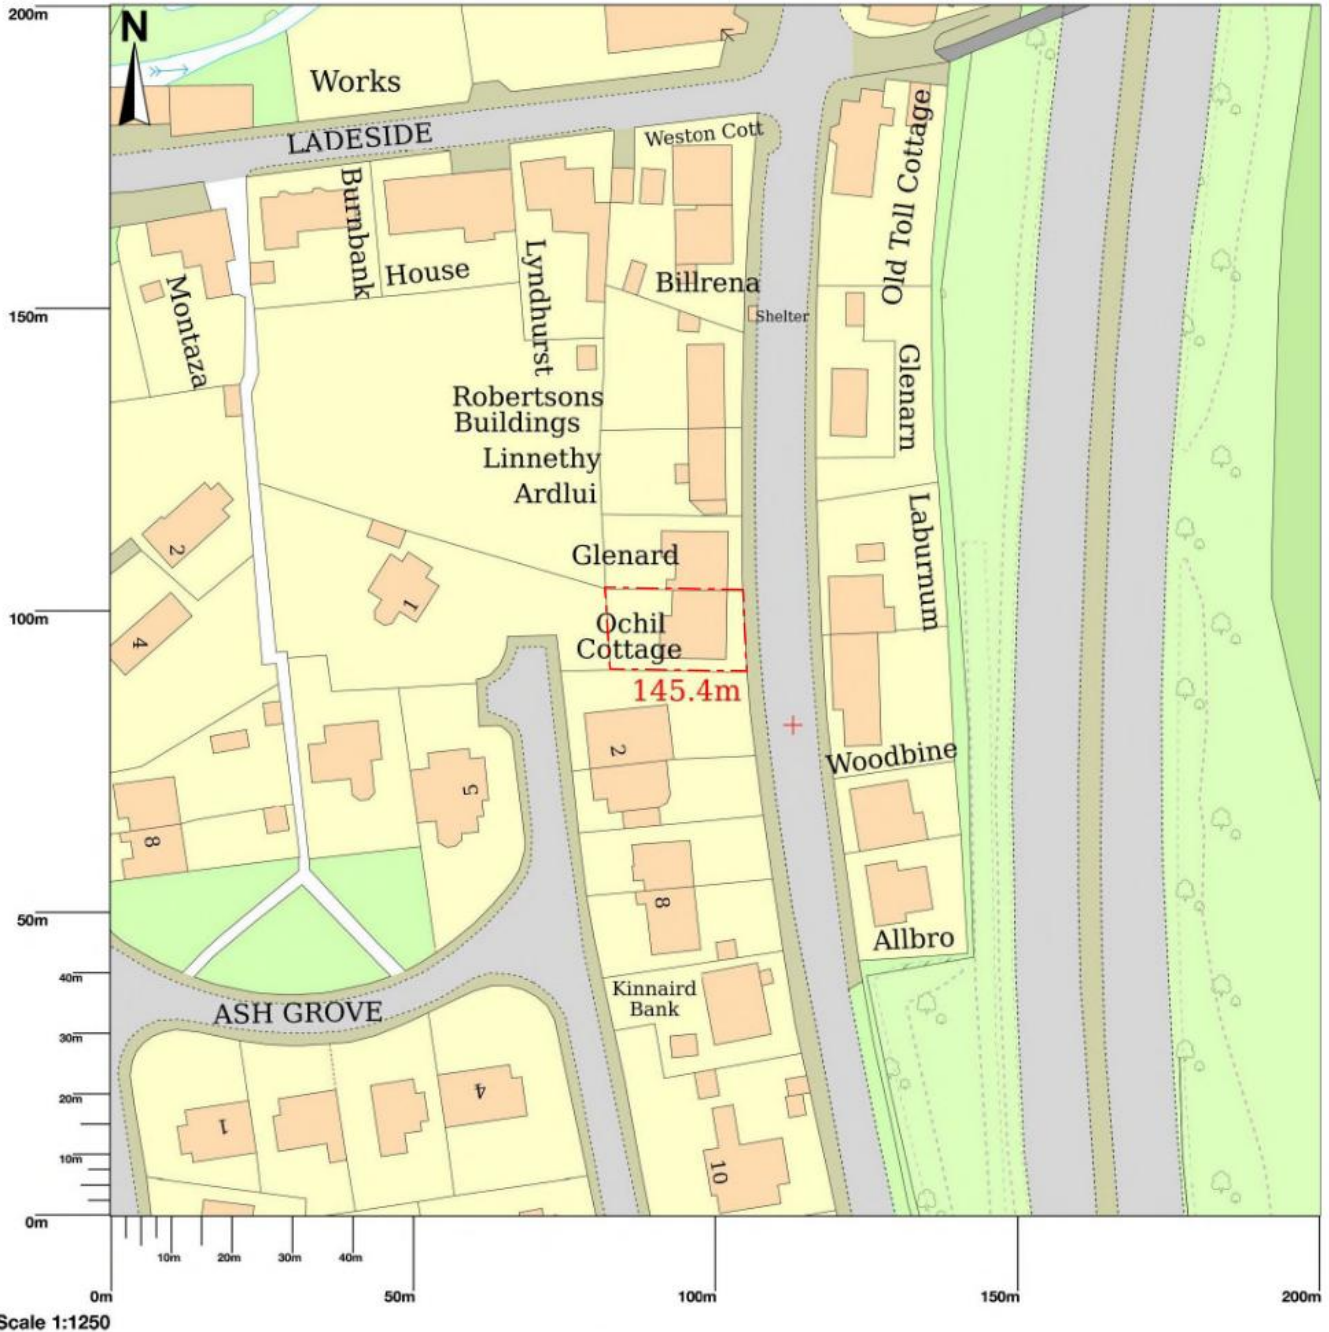 200m
N
Works
LADESIDE
Weston Cott
Burnbank
House
Lyndhurst
Old Toll Cottage
Montaza
Billrena
150m
Shelter
Glenarn
Robertsons
Buildings
Linnethy
Ardlui
Laburnum
2
Glenard
1
100m
4
Ochil
Cottage
145.4m
2
Woodbine
5
8
8
50m
Allbro
40m
Kinnaird
Bank
ASH GROVE
30m
20m
4
1
10m
10
0m
10m
20m
30m
40m
0m
50m
100m
150m
200m
Scale 1:1250